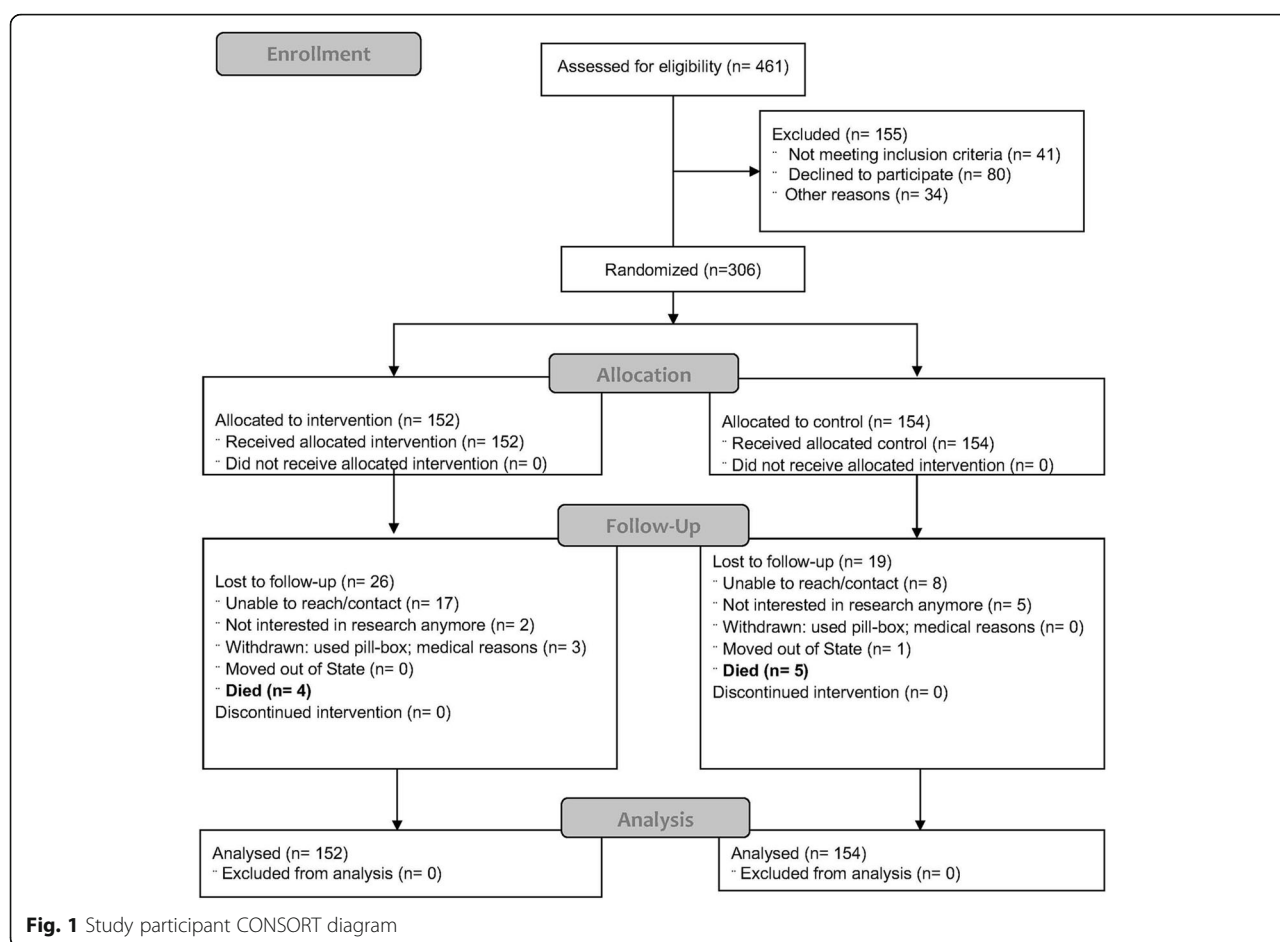 Enrollment
Assessed for eligibility (n= 461)
Excluded (n= 155)
¨ Not meeting inclusion criteria (n= 41)
¨ Declined to participate (n= 80)
¨ Other reasons (n= 34)
Randomized (n=306)
Allocation
Allocated to intervention (n= 152)
¨ Received allocated intervention (n= 152)
¨ Did not receive allocated intervention (n= 0)
Allocated to control (n= 154)
¨ Received allocated control (n= 154)
¨ Did not receive allocated intervention (n= 0)
Follow-Up
Lost to follow-up (n= 26)
¨ Unable to reach/contact (n= 17)
¨ Not interested in research anymore (n= 2)
¨ Withdrawn: used pill-box; medical reasons (n= 3)
¨ Moved out of State (n= 0)
¨ Died (n= 4)
Discontinued intervention (n= 0)
Lost to follow-up (n= 19)
¨ Unable to reach/contact (n= 8)
¨ Not interested in research anymore (n= 5)
¨ Withdrawn: used pill-box; medical reasons (n= 0)
¨ Moved out of State (n= 1)
¨ Died (n= 5)
Discontinued intervention (n= 0)
Analysis
Analysed (n= 152)
¨ Excluded from analysis (n= 0)
Analysed (n= 154)
¨ Excluded from analysis (n= 0)
Fig. 1 Study participant CONSORT diagram